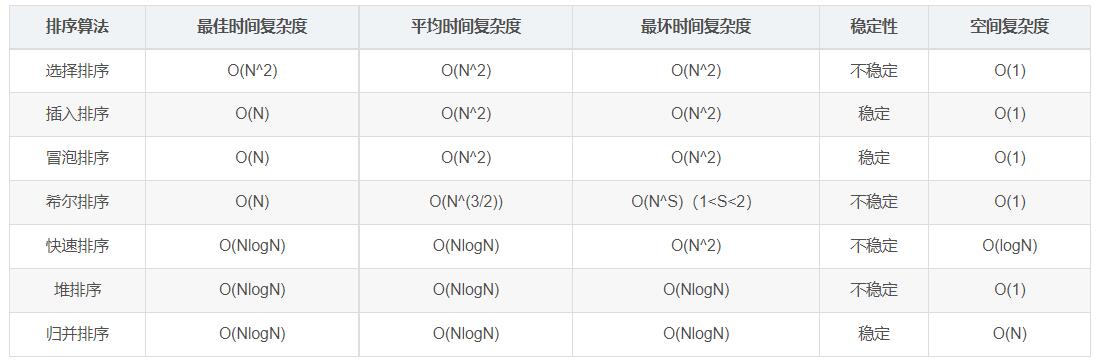 排序算法 最佳时间复杂度 平均时间复杂度 最坏时间复杂度 稳定性 空间复杂度
选择排序 O(N^2) O(N^2) O(N^2) 不稳定 O(1)
插入排序 O(N) O(N^2) O(N^2) 稳定 O(1)
冒泡排序 O(N) O(N^2) O(N^2) 稳定 O(1)
希尔排序 O(N) O(N^(3/2)) O(N^S)（1<S<2） 不稳定 O(1)
快速排序 O(NlogN) O(NlogN) O(N^2) 不稳定 O(logN)
堆排序 O(NlogN) O(NlogN) O(NlogN) 不稳定 O(1)
归并排序 O(NlogN) O(NlogN) O(NlogN) 稳定 O(N)